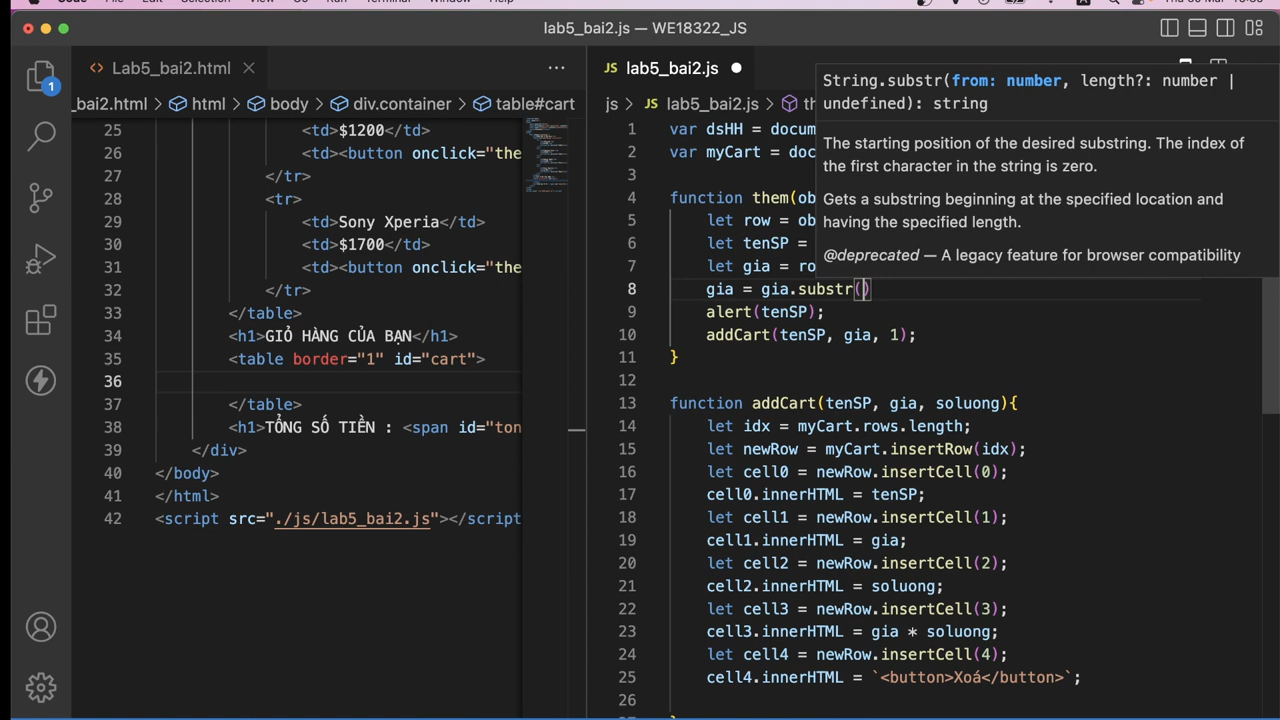 lab5_bai2.js — WE18322_JS
1
<> Lab5_bai2.html ×
_bai2.html > html > body > div.container > table#cart
25 <td>$1200</td>
26 <td><button onclick="the
27 </tr>
28 <tr>
29 <td>Sony Xperia</td>
30 <td>$1700</td>
31 <td><button onclick="the
32 </tr>
33 </table>
34 <h1>GIỎ HÀNG CỦA BẠN</h1>
35 <table border="1" id="cart">
36
37 </table>
38 <h1>TỔNG SỐ TIỀN : <span id="ton
39 </div>
40 </body>
41 </html>
42 <script src="./js/lab5_bai2.js"></script
JS lab5_bai2.js
js > JS lab5_bai2.js > th
String.substr(from: number, length?: number |
undefined): string
The starting position of the desired substring. The index of
the first character in the string is zero.
Gets a substring beginning at the specified location and
having the specified length.
@deprecated — A legacy feature for browser compatibility
1 var dsHH = docum
2 var myCart = doc
3
4 function them(ob
5 let row = ob
6 let tenSP =
7 let gia = ro
8 gia = gia.substr()
9 alert(tenSP);
10 addCart(tenSP, gia, 1);
11 }
12
13 function addCart(tenSP, gia, soluong){
14 let idx = myCart.rows.length;
15 let newRow = myCart.insertRow(idx);
16 let cell0 = newRow.insertCell(0);
17 cell0.innerHTML = tenSP;
18 let cell1 = newRow.insertCell(1);
19 cell1.innerHTML = gia;
20 let cell2 = newRow.insertCell(2);
21 cell2.innerHTML = soluong;
22 let cell3 = newRow.insertCell(3);
23 cell3.innerHTML = gia * soluong;
24 let cell4 = newRow.insertCell(4);
25 cell4.innerHTML = `<button>Xoá</button>`;
26